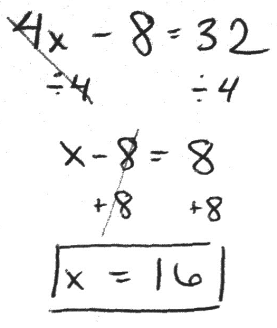 4x - 8 = 32
÷4 ÷4
x - 8 = 8
+8 +8
x = 16